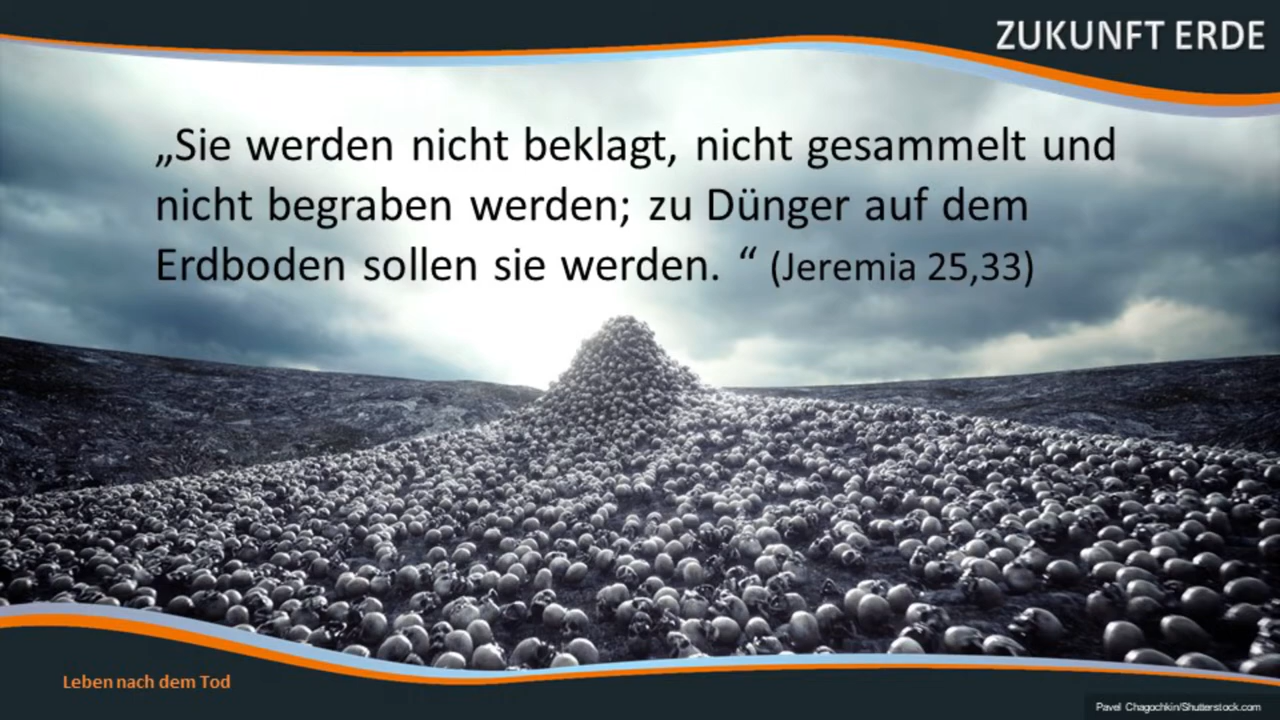 ZUKUNFT ERDE
„Sie werden nicht beklagt, nicht gesammelt und
nicht begraben werden; zu Dünger auf dem
Erdboden sollen sie werden. “ (Jeremia 25,33)
Leben nach dem Tod
Pavel Chagochkin/Shutterstock.com